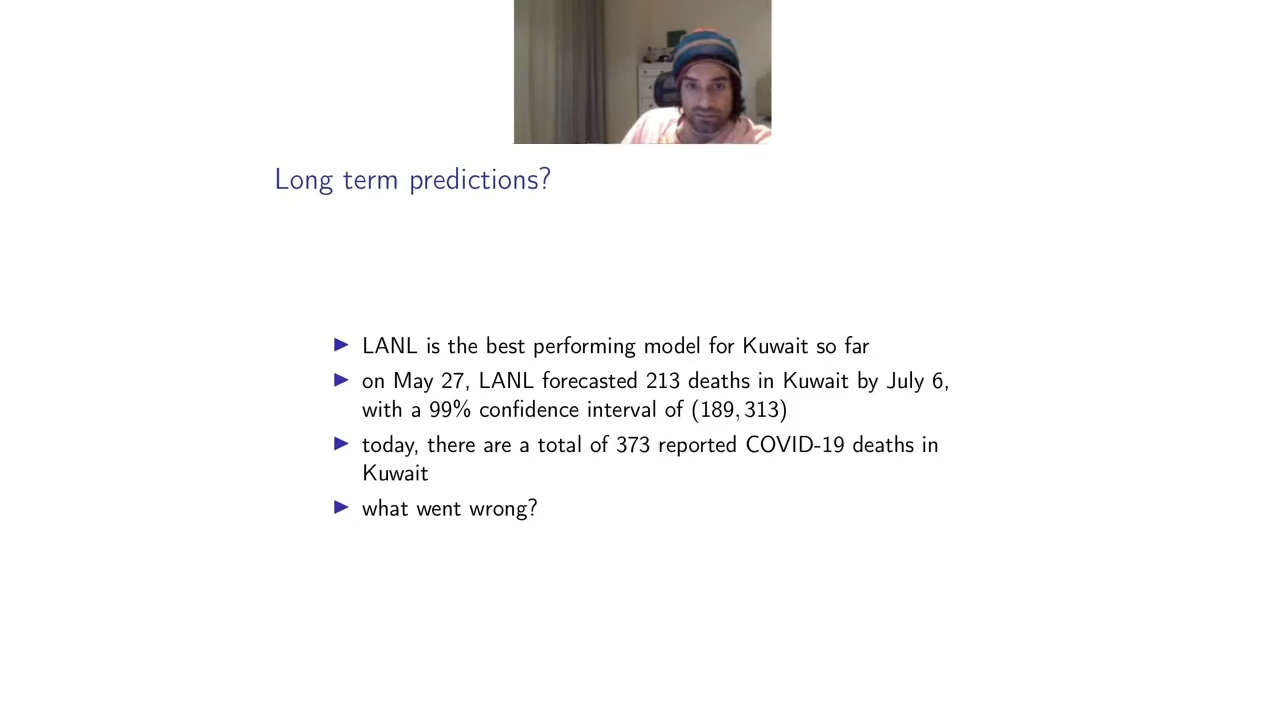 Long term predictions?
▶ LANL is the best performing model for Kuwait so far
▶ on May 27, LANL forecasted 213 deaths in Kuwait by July 6,
with a 99% confidence interval of (189, 313)
▶ today, there are a total of 373 reported COVID-19 deaths in
Kuwait
▶ what went wrong?